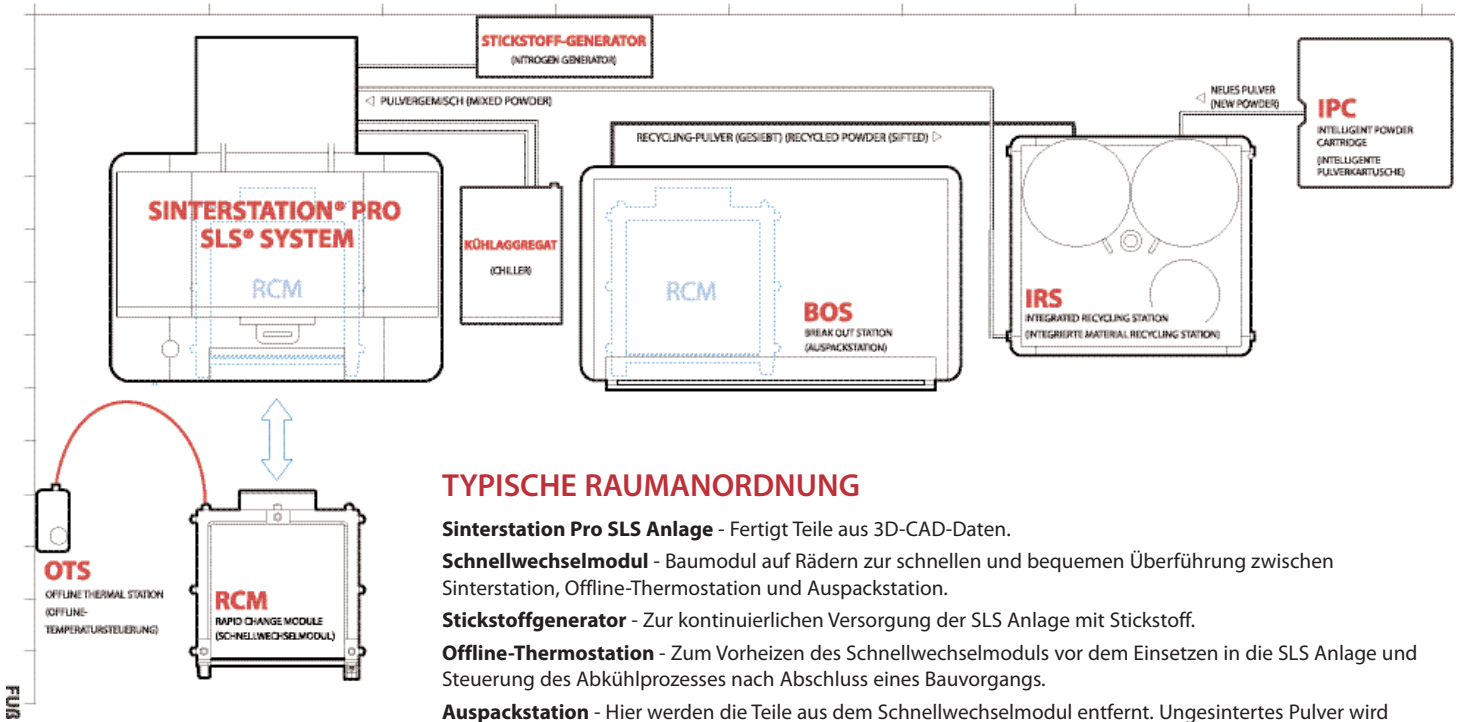 STICKSTOFF-GENERATOR
(NITROGEN GENERATOR)
◁ PULVERGEMISCH (MIXED POWDER)
◁ NEUES PULVER
(NEW POWDER)
IPC
INTELLIGENT POWDER
CARTRIDGE
(INTELLIGENTE
PULVERKARTUSCHE)
RECYCLING-PULVER (GESIEBT) (RECYCLED POWDER (SIFTED) ▷
SINTERSTATION® PRO
SLS® SYSTEM
RCM
KÜHLAGGREGAT
(CHILLER)
RCM
BOS
BREAK OUT STATION
(AUSPACKSTATION)
IRS
INTEGRATED RECYCLING STATION
(INTEGRIERTE MATERIAL RECYCLING STATION)
OTS
OFFLINE THERMAL STATION
(OFFLINE-
TEMPERATURSTEUERUNG)
RCM
RAPID CHANGE MODULE
(SCHNELLWECHSELMODUL)
FUß
TYPISCHE RAUMANORDNUNG
Sinterstation Pro SLS Anlage - Fertigt Teile aus 3D-CAD-Daten.
Schnellwechselmodul - Baumodul auf Rädern zur schnellen und bequemen Überführung zwischen
Sinterstation, Offline-Thermostation und Auspackstation.
Stickstoffgenerator - Zur kontinuierlichen Versorgung der SLS Anlage mit Stickstoff.
Offline-Thermostation - Zum Vorheizen des Schnellwechselmoduls vor dem Einsetzen in die SLS Anlage und
Steuerung des Abkühlprozesses nach Abschluss eines Bauvorgangs.
Auspackstation - Hier werden die Teile aus dem Schnellwechselmodul entfernt. Ungesintertes Pulver wird